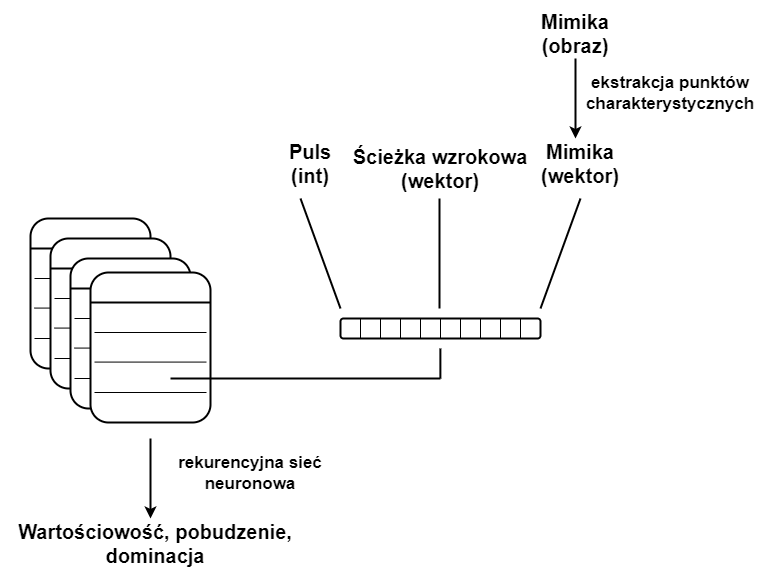 Mimika
(obraz)
ekstrakcja punktów
charakterystycznych
Puls
(int)
Ścieżka wzrokowa
(wektor)
Mimika
(wektor)
rekurencyjna sieć
neuronowa
Wartościowość, pobudzenie,
dominacja